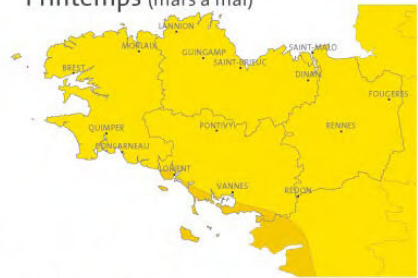 Printemps (mars à mai)
LANNION
MORLAIX
GUINGAMP
SAINT-MALO
BREST
SAINT-BRIEUC
DINAN
FOUGERES
QUIMPER
PONTIVY
RENNES
CONCARNEAU
LORIENT
VANNES
REDON